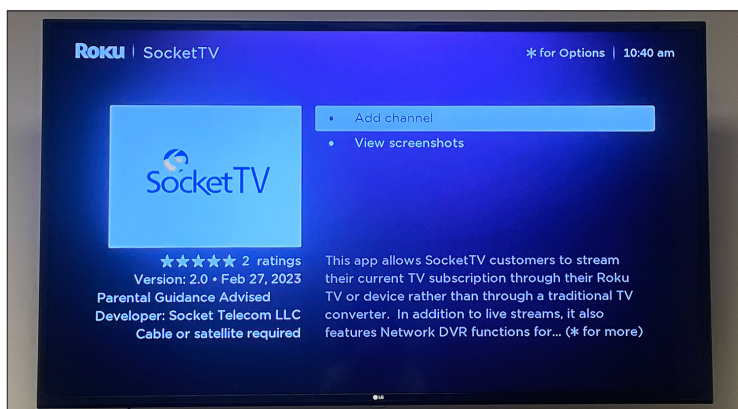 Roku | SocketTV
* for Options | 10:40 am
SocketTV
• Add channel
• View screenshots
★★★★★ 2 ratings
Version: 2.0 • Feb 27, 2023
Parental Guidance Advised
Developer: Socket Telecom LLC
Cable or satellite required
This app allows SocketTV customers to stream
their current TV subscription through their Roku
TV or device rather than through a traditional TV
converter. In addition to live streams, it also
features Network DVR functions for... (* for more)
LG